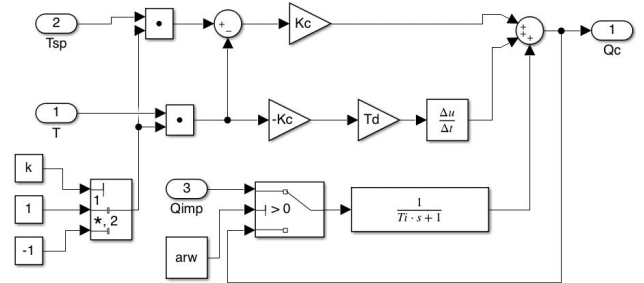 2
Tsp
Kc
+
−
+
+
+
1
Qc
1
T
-Kc
Td
Δu
Δt
k
1
-1
1
*, 2
3
Qimp
> 0
arw
1
Ti · s + 1